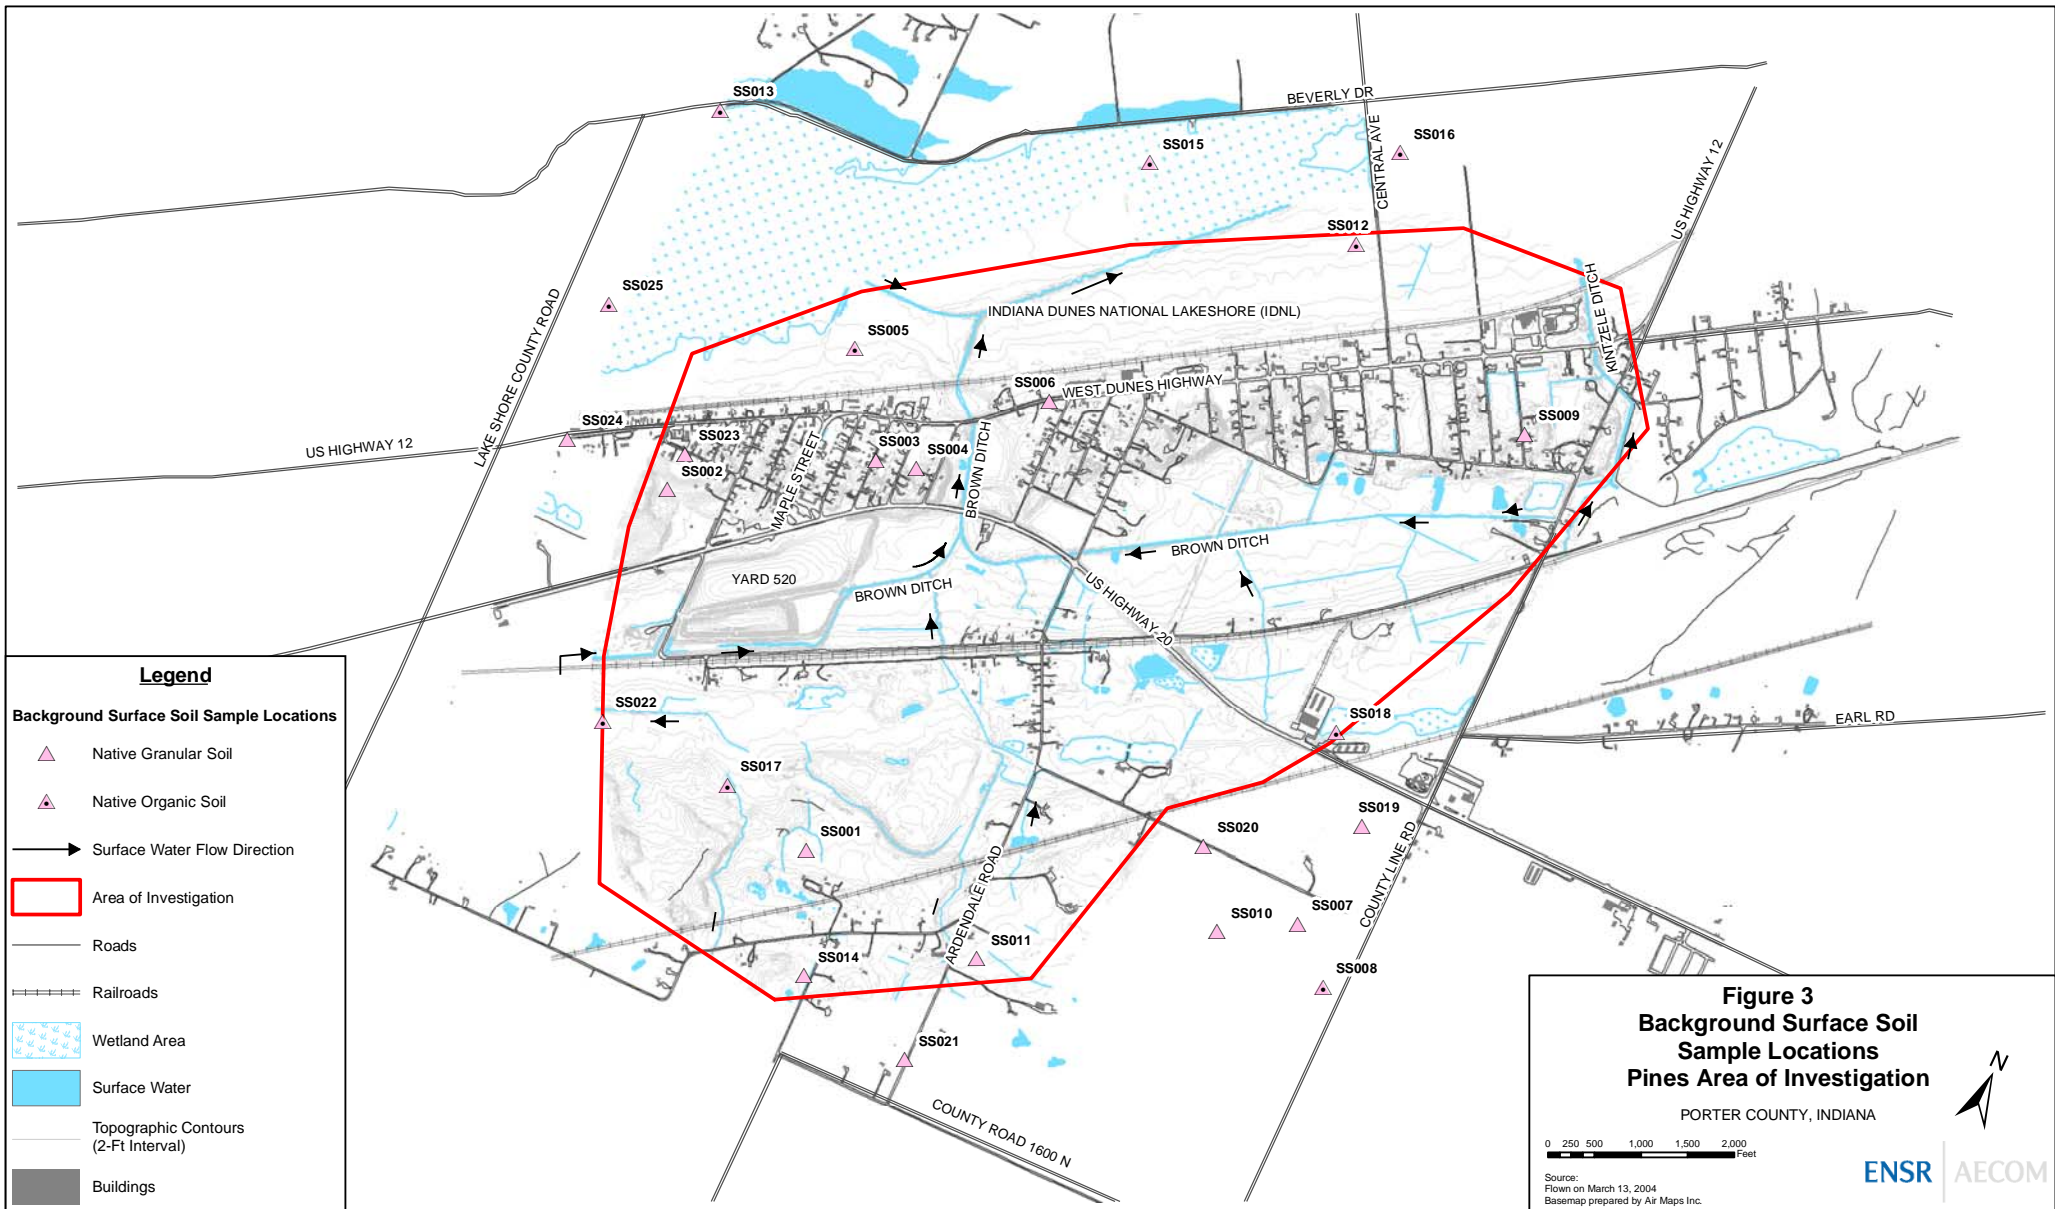 SS013
BEVERLY DR
SS016
SS015
CENTRAL AVE
US HIGHWAY 12
SS012
SS025
LAKE SHORE COUNTY ROAD
INDIANA DUNES NATIONAL LAKESHORE (IDNL)
KINTZELE DITCH
SS005
SS006
WEST DUNES HIGHWAY
SS024
US HIGHWAY 12
SS023
SS002
MAPLE STREET
SS003
SS004
BROWN DITCH
SS009
YARD 520
BROWN DITCH
BROWN DITCH
US HIGHWAY 20
SS022
SS018
EARL RD
SS017
SS001
SS019
SS020
COUNTY LINE RD
ARDENDALE ROAD
SS010
SS007
SS011
SS014
SS008
SS021
COUNTY ROAD 1600 N
Legend
Background Surface Soil Sample Locations
Native Granular Soil
Native Organic Soil
Surface Water Flow Direction
Area of Investigation
Roads
Railroads
Wetland Area
Surface Water
Topographic Contours
(2-Ft Interval)
Buildings
Figure 3
Background Surface Soil
Sample Locations
Pines Area of Investigation
PORTER COUNTY, INDIANA
N
0 250 500 1,000 1,500 2,000
Feet
Source:
Flown on March 13, 2004
Basemap prepared by Air Maps Inc.
ENSR AECOM